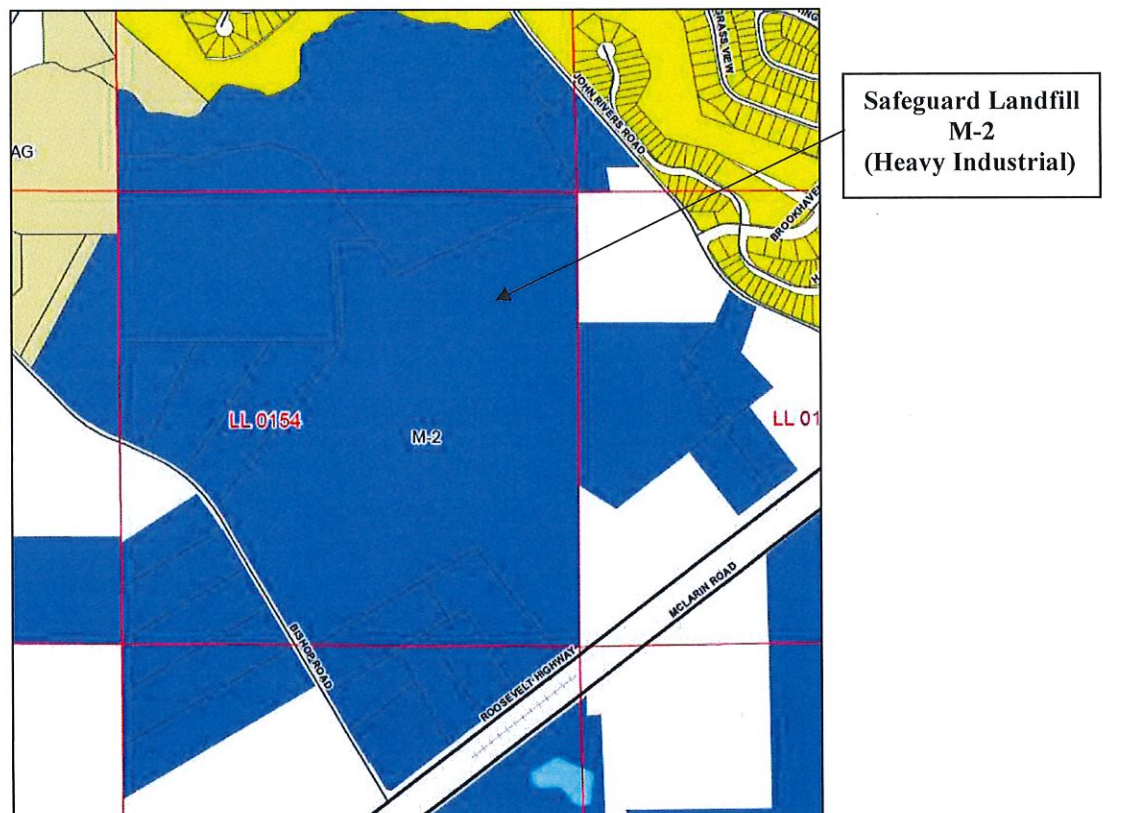 GRASS VIEW
JOHN RIVERS ROAD
Safeguard Landfill
M-2
(Heavy Industrial)
AG
LL 0154
M-2
LL 01
MCLARIN ROAD
BISHOP ROAD
ROOSEVELT HIGHWAY